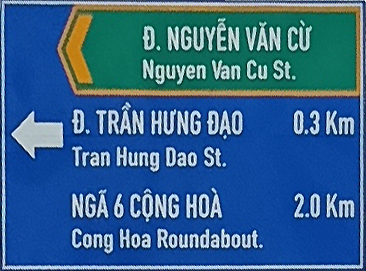 Đ. NGUYỄN VĂN CỪ
Nguyen Van Cu St.
Đ. TRẦN HƯNG ĐẠO 0.3 Km
Tran Hung Dao St.
NGÃ 6 CỘNG HOÀ 2.0 Km
Cong Hoa Roundabout.